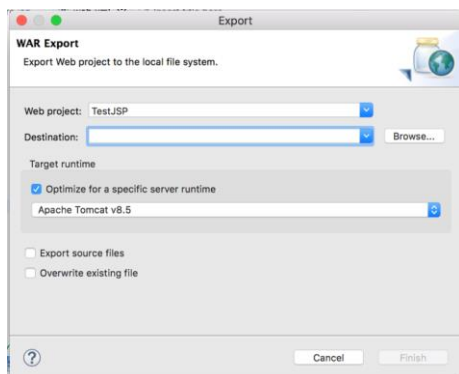 Export
WAR Export
Export Web project to the local file system.
Web project: TestJSP
Destination: Browse...
Target runtime
Optimize for a specific server runtime
Apache Tomcat v8.5
Export source files
Overwrite existing file
? Cancel Finish